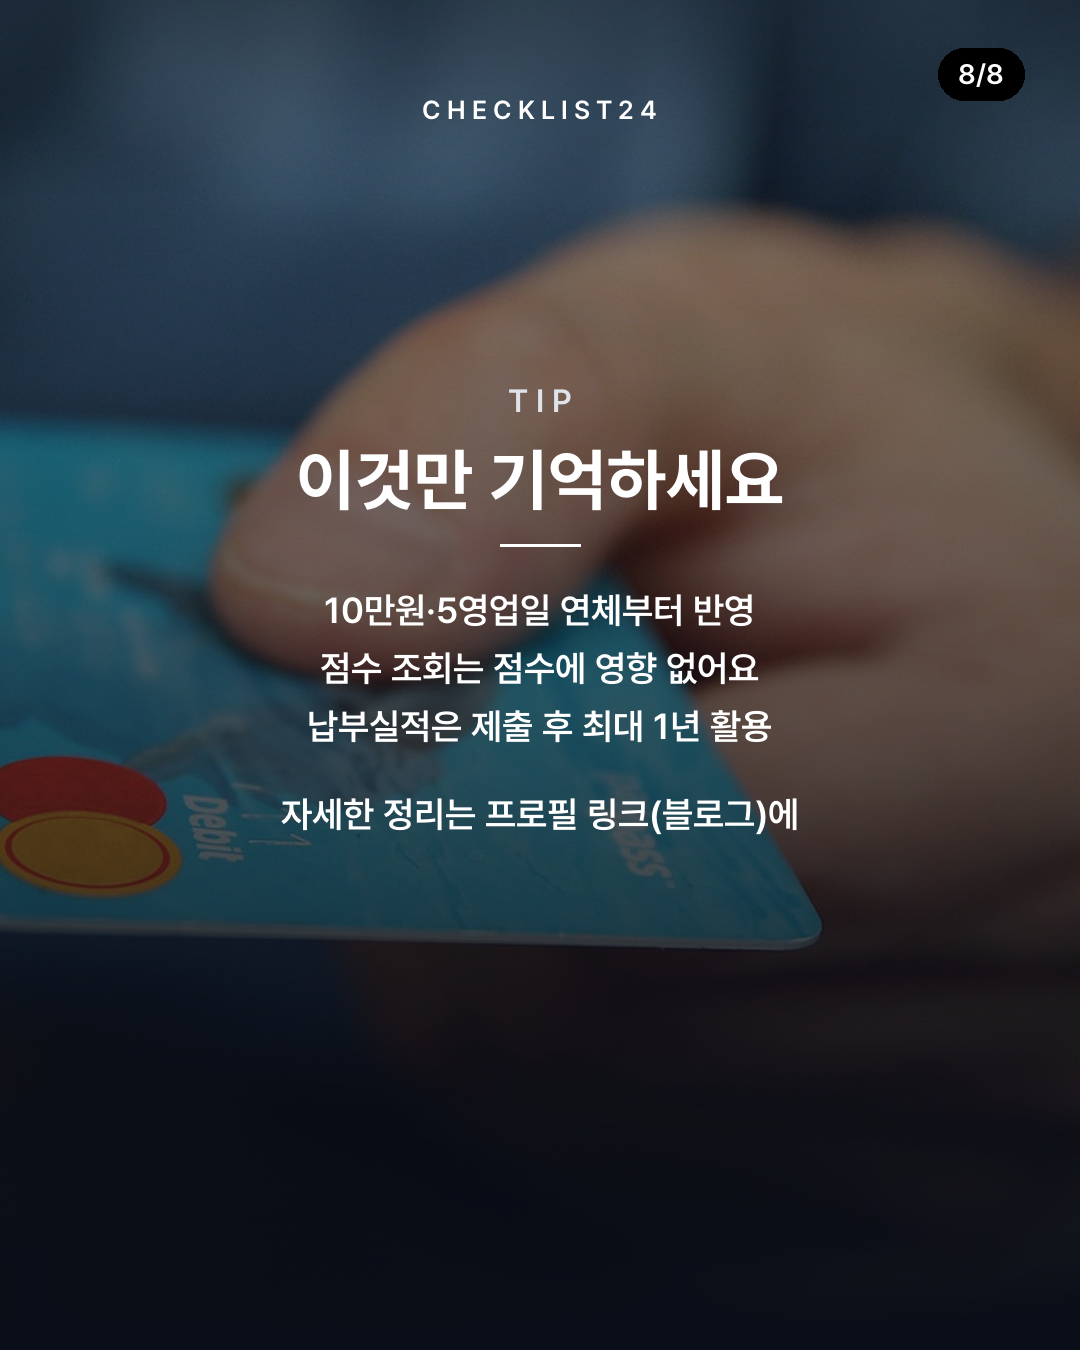 8/8
CHECKLIST24
TIP
이것만 기억하세요
10만원·5영업일 연체부터 반영
점수 조회는 점수에 영향 없어요
납부실적은 제출 후 최대 1년 활용
자세한 정리는 프로필 링크(블로그)에
Debit